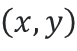 (x, y)